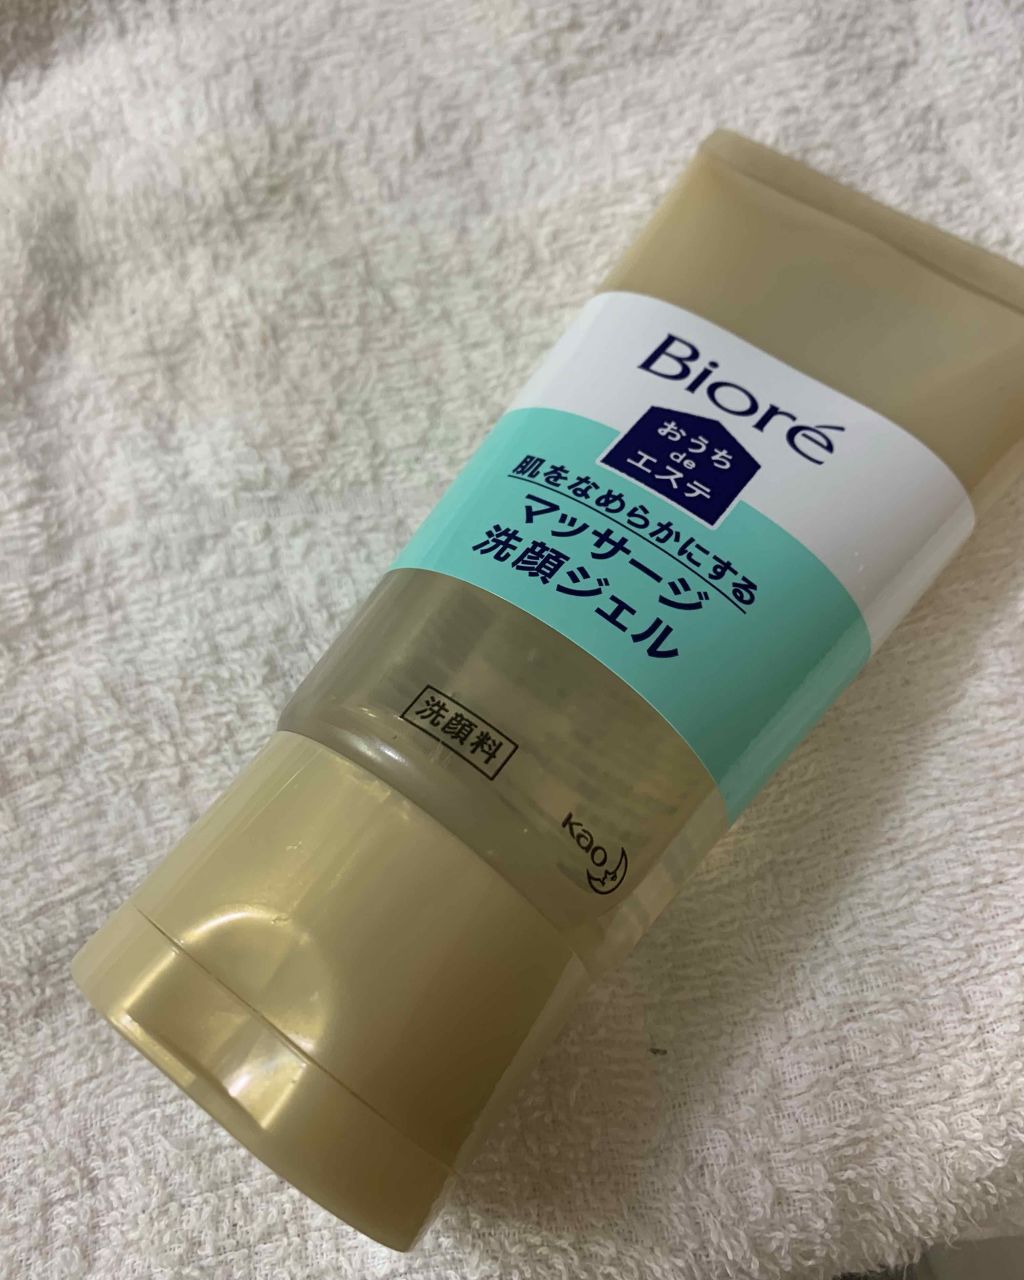 Bioré
おうち
de
エステ
肌をなめらかにする
マッサージ
洗顔ジェル
洗顔料
Kao